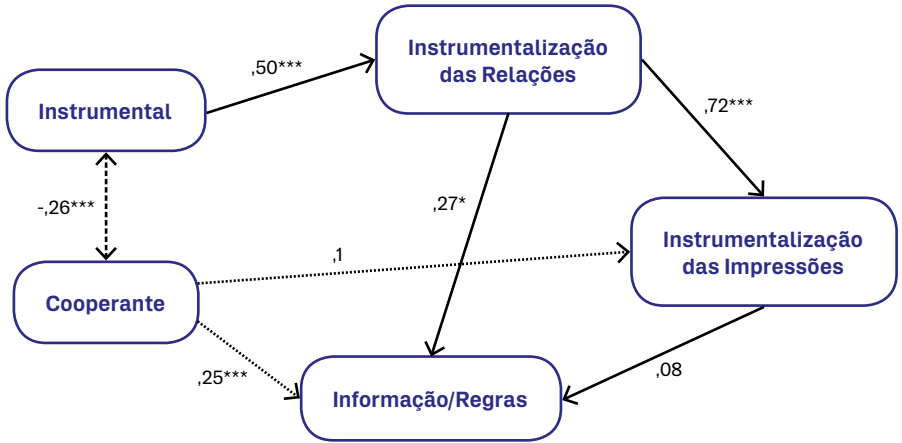 Instrumentalização
das Relações
,50***
Instrumental
,72***
-,26***
,27*
Instrumentalização
das Impressões
,1
Cooperante
,25***
,08
Informação/Regras